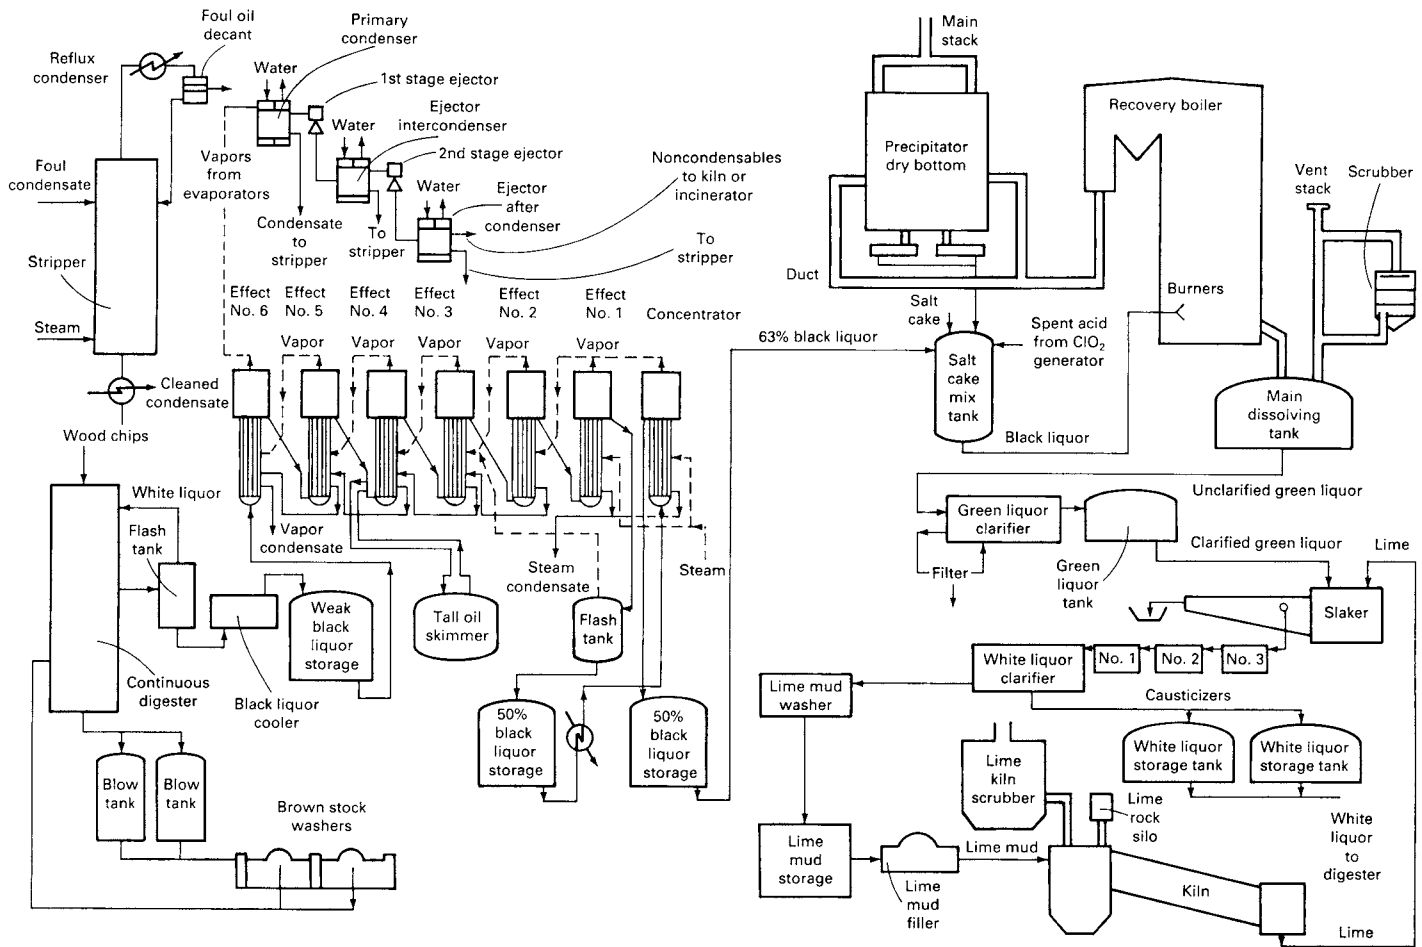 Foul oil
decant
Primary
condenser
Reflux
condenser
Water
1st stage ejector
Ejector
intercondenser
Water
2nd stage ejector
Foul
condensate
Vapors
from
evaporators
Noncondensables
to kiln or
incinerator
Water
Ejector
after
condenser
Condensate
to
stripper
To
stripper
To
stripper
Stripper
Steam
Effect
No. 6
Effect
No. 5
Effect
No. 4
Effect
No. 3
Effect
No. 2
Effect
No. 1
Concentrator
Vapor
Vapor
Vapor
Vapor
Vapor
Cleaned
condensate
Wood chips
White liquor
Flash
tank
Vapor
condensate
Steam
condensate
Steam
Weak
black
liquor
storage
Tall oil
skimmer
Flash
tank
Continuous
digester
Black liquor
cooler
50%
black
liquor
storage
50%
black
liquor
storage
Blow
tank
Blow
tank
Brown stock
washers
Main
stack
Precipitator
dry bottom
Recovery boiler
Vent
stack
Scrubber
Duct
Burners
Salt
cake
Spent acid
from ClO2
generator
63% black liquor
Salt
cake
mix
tank
Black liquor
Main
dissolving
tank
Unclarified green liquor
Green liquor
clarifier
Clarified green liquor
Lime
Filter
Green
liquor
tank
Slaker
White liquor
clarifier
No. 1
No. 2
No. 3
Causticizers
Lime mud
washer
White liquor
storage tank
White liquor
storage tank
Lime
kiln
scrubber
Lime
rock
silo
White
liquor
to
digester
Lime
mud
storage
Lime mud
Lime
mud
filler
Kiln
Lime